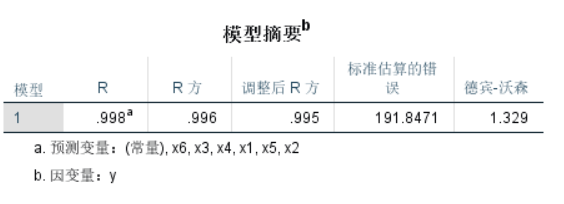 模型摘要b
模型 R R 方 调整后 R 方 标准估算的错误 德宾-沃森
1 .998a .996 .995 191.8471 1.329
a. 预测变量：(常量), x6, x3, x4, x1, x5, x2
b. 因变量：y